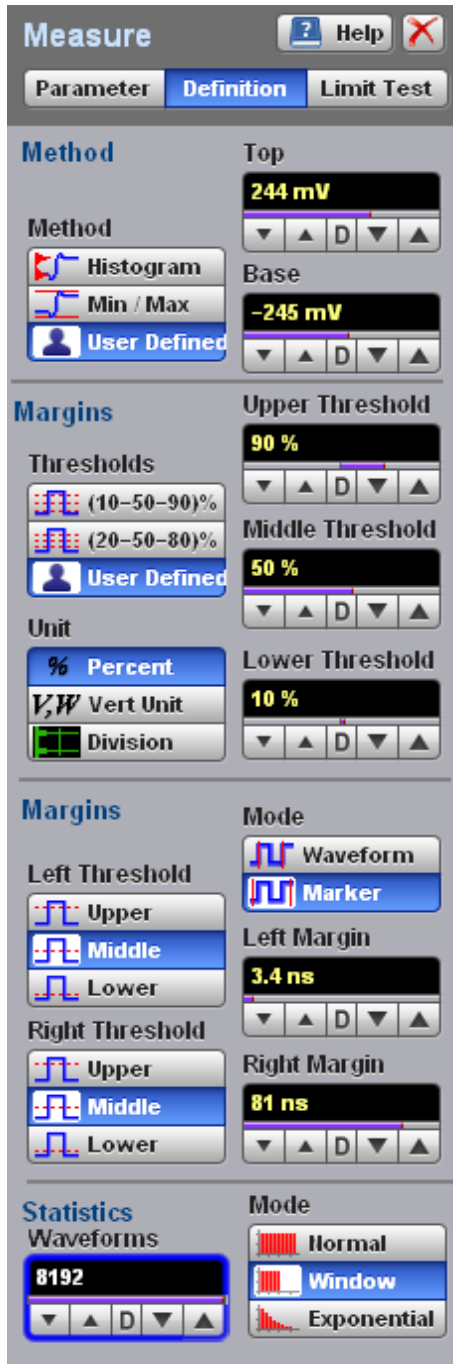 Measure
? Help
Parameter Definition Limit Test
Method
Top
244 mV
D
Method
Histogram
Min / Max
User Defined
Base
-245 mV
D
Margins
Upper Threshold
90 %
D
Thresholds
(10-50-90)%
(20-50-80)%
User Defined
Middle Threshold
50 %
D
Unit
% Percent
V,W Vert Unit
Division
Lower Threshold
10 %
D
Margins
Mode
Waveform
Marker
Left Threshold
Upper
Middle
Lower
Left Margin
3.4 ns
D
Right Threshold
Upper
Middle
Lower
Right Margin
81 ns
D
Statistics
Waveforms
8192
D
Mode
Normal
Window
Exponential